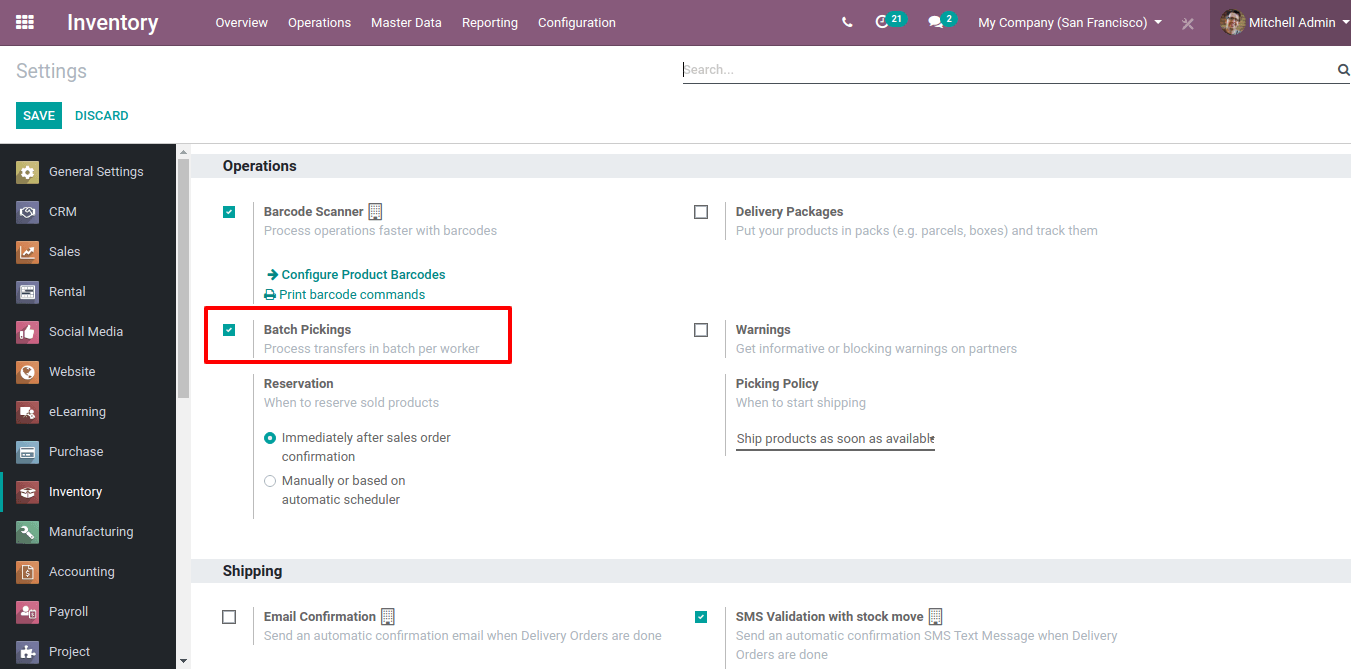 Inventory
Overview
Operations
Master Data
Reporting
Configuration
21
2
My Company (San Francisco)
Mitchell Admin
Settings
Search...
SAVE
DISCARD
General Settings
CRM
Sales
Rental
Social Media
Website
eLearning
Purchase
Inventory
Manufacturing
Accounting
Payroll
Project
Operations
Barcode Scanner
Process operations faster with barcodes
Configure Product Barcodes
Print barcode commands
Delivery Packages
Put your products in packs (e.g. parcels, boxes) and track them
Batch Pickings
Process transfers in batch per worker
Warnings
Get informative or blocking warnings on partners
Reservation
When to reserve sold products
Immediately after sales order
confirmation
Manually or based on
automatic scheduler
Picking Policy
When to start shipping
Ship products as soon as available
Shipping
Email Confirmation
Send an automatic confirmation email when Delivery Orders are done
SMS Validation with stock move
Send an automatic confirmation SMS Text Message when Delivery
Orders are done